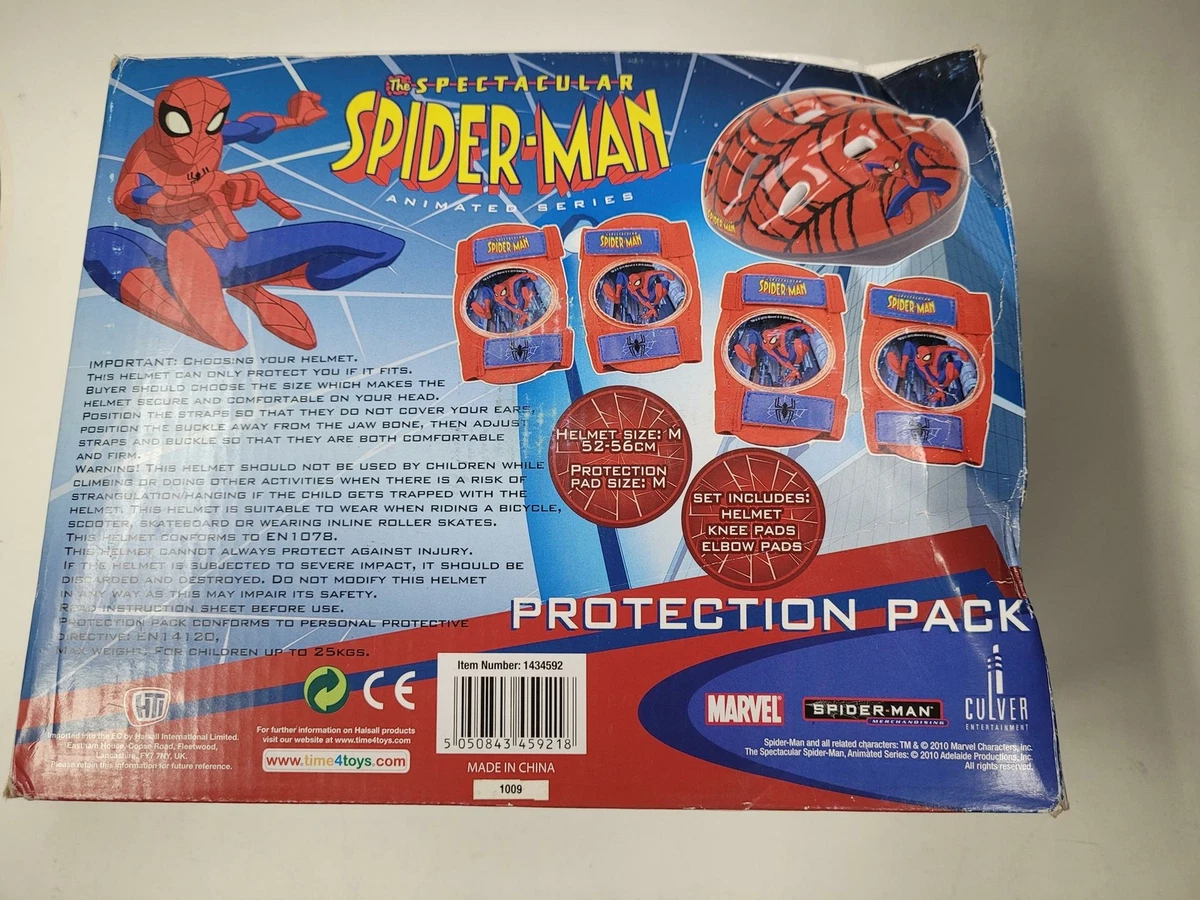 The SPECTACULAR
SPIDER-MAN
ANIMATED SERIES
SPIDER-MAN
SPIDER-MAN
SPIDER-MAN
SPIDER-MAN
SPIDER-MAN
IMPORTANT: CHOOSING YOUR HELMET.
THIS HELMET CAN ONLY PROTECT YOU IF IT FITS.
BUYER SHOULD CHOOSE THE SIZE WHICH MAKES THE
HELMET SECURE AND COMFORTABLE ON YOUR HEAD.
POSITION THE STRAPS SO THAT THEY DO NOT COVER YOUR EARS,
POSITION THE BUCKLE AWAY FROM THE JAW BONE, THEN ADJUST
STRAPS AND BUCKLE SO THAT THEY ARE BOTH COMFORTABLE
AND FIRM.
WARNING! THIS HELMET SHOULD NOT BE USED BY CHILDREN WHILE
CLIMBING OR DOING OTHER ACTIVITIES WHEN THERE IS A RISK OF
STRANGULATION/HANGING IF THE CHILD GETS TRAPPED WITH THE
HELMET. THIS HELMET IS SUITABLE TO WEAR WHEN RIDING A BICYCLE,
SCOOTER, SKATEBOARD OR WEARING INLINE ROLLER SKATES.
THIS HELMET CONFORMS TO EN1078.
THIS HELMET CANNOT ALWAYS PROTECT AGAINST INJURY.
IF THE HELMET IS SUBJECTED TO SEVERE IMPACT, IT SHOULD BE
DISCARDED AND DESTROYED. DO NOT MODIFY THIS HELMET
IN ANY WAY AS THIS MAY IMPAIR ITS SAFETY.
READ INSTRUCTION SHEET BEFORE USE.
PROTECTION PACK CONFORMS TO PERSONAL PROTECTIVE
DIRECTIVE: EN14120,
MAX WEIGHT. FOR CHILDREN UP TO 25KGS.
HELMET SIZE: M
52-56CM
PROTECTION
PAD SIZE: M
SET INCLUDES:
HELMET
KNEE PADS
ELBOW PADS
PROTECTION PACK
HTI
Imported into the EC by Halsall International Limited.
Eastham House, Copse Road, Fleetwood,
Lancashire, FY7 7NY, UK.
Please retain this information for future reference.
CE
For further information on Halsall products
visit our website at www.time4toys.com
www.time4toys.com
Item Number: 1434592
5 050843 459218
MADE IN CHINA
1009
MARVEL
SPIDER-MAN
MERCHANDISING
CULVER
ENTERTAINMENT
Spider-Man and all related characters: TM & © 2010 Marvel Characters, Inc.
The Spectacular Spider-Man, Animated Series: © 2010 Adelaide Productions, Inc.
All rights reserved.